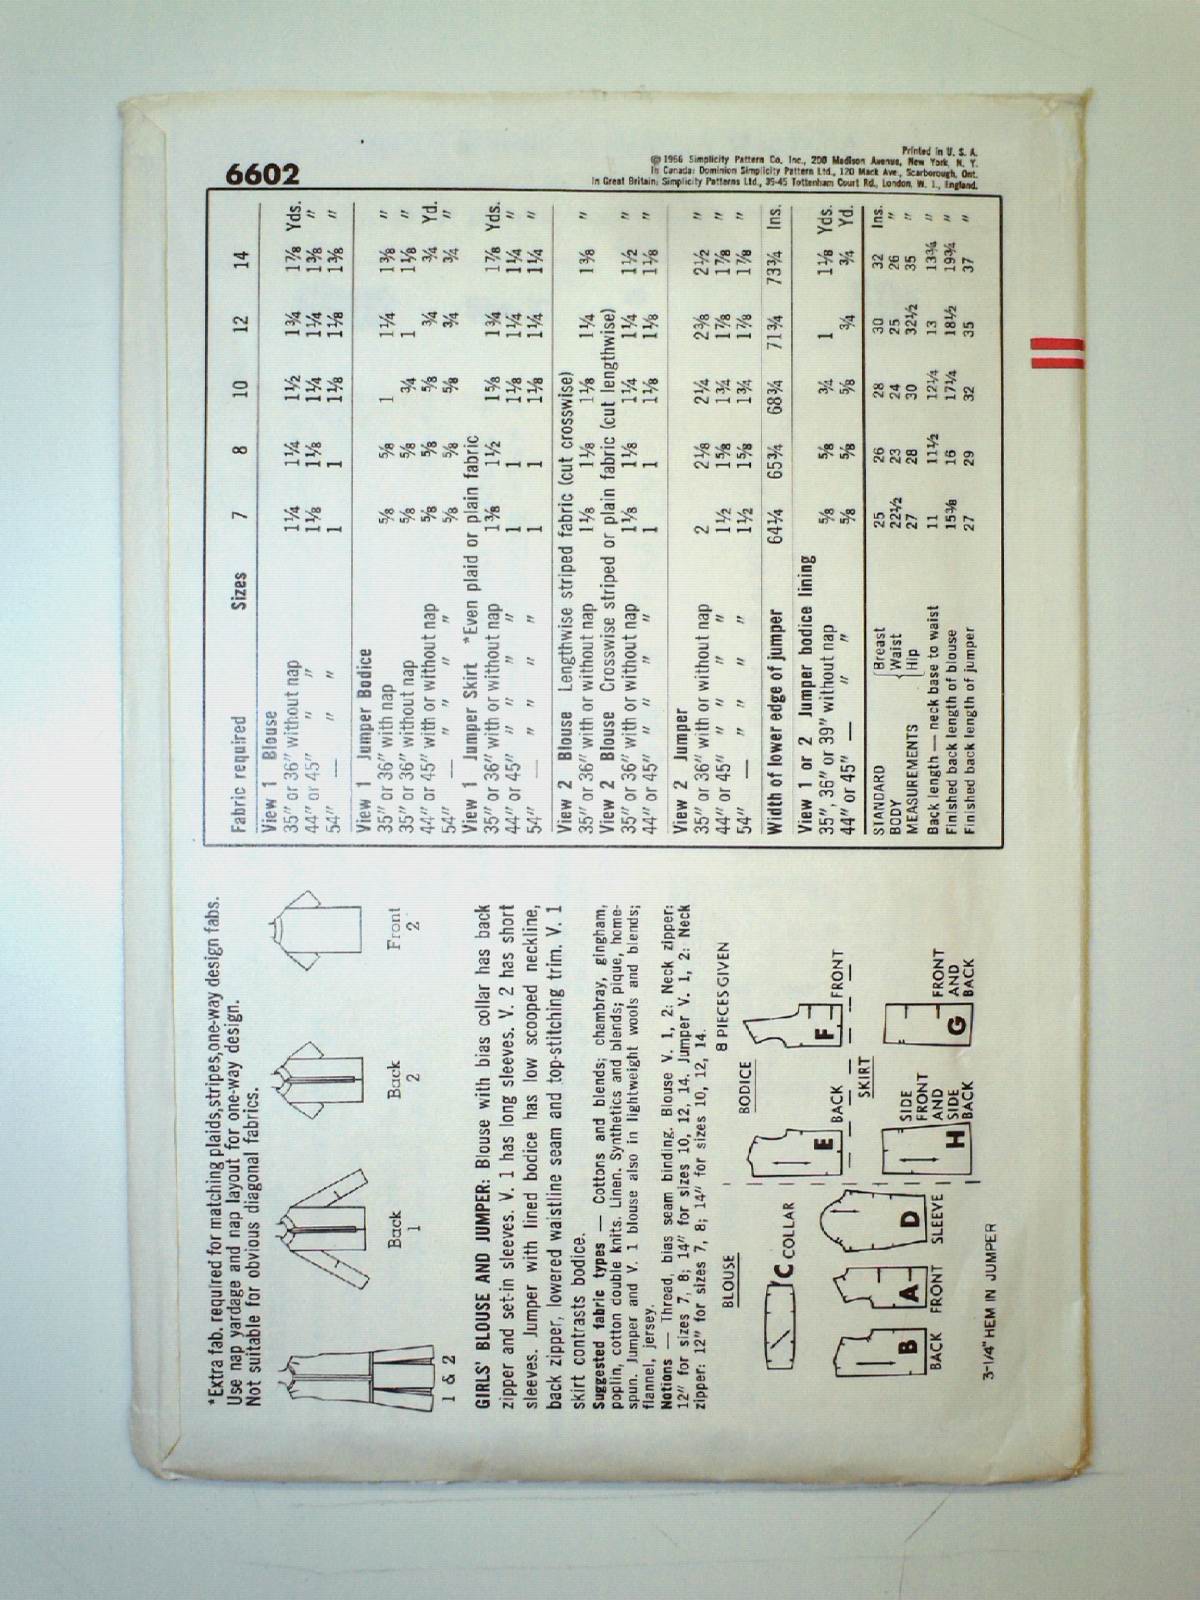 *Extra fab. required for matching plaids, stripes, one-way design fabs.
Use nap yardage and nap layout for one-way design.
Not suitable for obvious diagonal fabrics.
1 & 2
Back
1
Back
2
Front
2
GIRLS' BLOUSE AND JUMPER: Blouse with bias collar has back
zipper and set-in sleeves. V. 1 has long sleeves. V. 2 has short
sleeves. Jumper with lined bodice has low scooped neckline,
back zipper, lowered waistline seam and top-stitching trim. V. 1
skirt contrasts bodice.
Suggested fabric types — Cottons and blends; chambray, gingham,
poplin, cotton double knits. Linen. Synthetics and blends; pique, home-
spun. Jumper and V. 1 blouse also in lightweight wools and blends;
flannel, jersey.
Notions — Thread, bias seam binding. Blouse V. 1, 2: Neck zipper;
12" for sizes 7, 8; 14" for sizes 10, 12, 14. Jumper V. 1, 2: Neck
zipper: 12" for sizes 7, 8; 14" for sizes 10, 12, 14.
8 PIECES GIVEN
BLOUSE
C COLLAR
B
BACK
A
FRONT
D
SLEEVE
BODICE
E
BACK
F
FRONT
SKIRT
H
SIDE
FRONT
AND
SIDE
BACK
G
FRONT
AND
BACK
3-1/4" HEM IN JUMPER
6602
© 1966 Simplicity Pattern Co. Inc., 200 Madison Avenue, New York, N. Y.
Printed in U. S. A.
In Canada: Dominion Simplicity Pattern Ltd., 120 Mack Ave., Scarborough, Ont.
In Great Britain; Simplicity Patterns Ltd., 39-45 Tottenham Court Rd., London, W. 1., England.
Fabric required Sizes 7 8 10 12 14
View 1 Blouse
35" or 36" without nap 1¼ 1¼ 1½ 1¾ 1⅞ Yds.
44" or 45" " 1⅛ 1⅛ 1¼ 1¼ 1⅜ "
54" — " 1 1 1⅛ 1⅛ 1⅜ "
View 1 Jumper Bodice
35" or 36" with nap ⅝ ⅝ 1 1¼ 1⅜ "
35" or 36" without nap ⅝ ⅝ ¾ 1 1⅛ "
44" or 45" with or without nap ⅝ ⅝ ⅝ ¾ ¾ Yd.
54" — " " " ⅝ ⅝ ⅝ ¾ ¾ "
View 1 Jumper Skirt *Even plaid or plain fabric
35" or 36" with or without nap 1⅜ 1½ 1⅝ 1¾ 1⅞ Yds.
44" or 45" " " " 1 1 1⅛ 1¼ 1¼ "
54" — " " " 1 1 1⅛ 1¼ 1¼ "
View 2 Blouse Lengthwise striped fabric (cut crosswise)
35" or 36" with or without nap 1⅛ 1⅛ 1⅛ 1¼ 1⅜ "
View 2 Blouse Crosswise striped or plain fabric (cut lengthwise)
35" or 36" with or without nap 1⅛ 1⅛ 1¼ 1¼ 1½ "
44" or 45" " " " 1 1 1⅛ 1⅛ 1⅛ "
View 2 Jumper
35" or 36" with or without nap 2 2⅛ 2¼ 2⅜ 2½ "
44" or 45" " " " 1½ 1⅝ 1¾ 1⅞ 1⅞ "
54" — " " " 1½ 1⅝ 1¾ 1⅞ 1⅞ "
Width of lower edge of jumper 64¼ 65¾ 68¾ 71¾ 73¾ Ins.
View 1 or 2 Jumper bodice lining
35", 36" or 39" without nap ⅝ ⅝ ¾ 1 1⅛ Yds.
44" or 45" — " " ⅝ ⅝ ⅝ ¾ ¾ Yd.
STANDARD { Breast 25 26 28 30 32 Ins.
BODY { Waist 22½ 23 24 25 26 "
MEASUREMENTS { Hip 27 28 30 32½ 35 "
Back length — neck base to waist 11 11½ 12¼ 13 13¾ "
Finished back length of blouse 15⅜ 16 17¼ 18½ 19¾ "
Finished back length of jumper 27 29 32 35 37 "